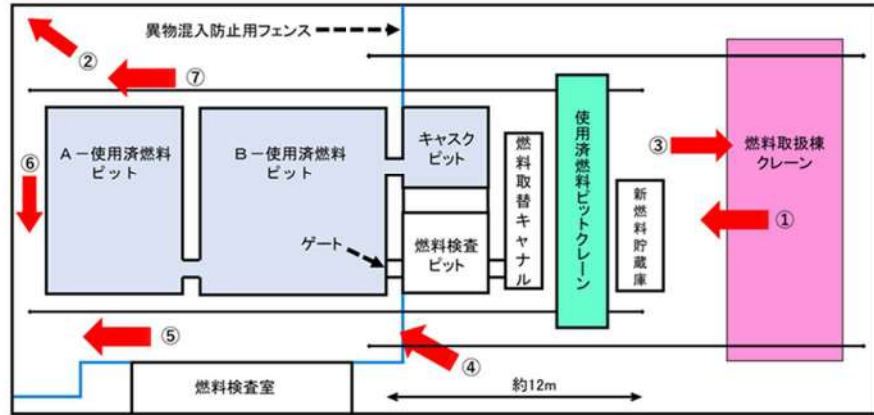 異物混入防止用フェンス
②
⑦
⑥
A－使用済燃料
ピット
B－使用済燃料
ピット
キャスク
ピット
燃料取替キャナル
使用済燃料ピットクレーン
③
燃料取扱棟
クレーン
新燃料貯蔵庫
①
ゲート
燃料検査
ピット
⑤
④
燃料検査室
約12m